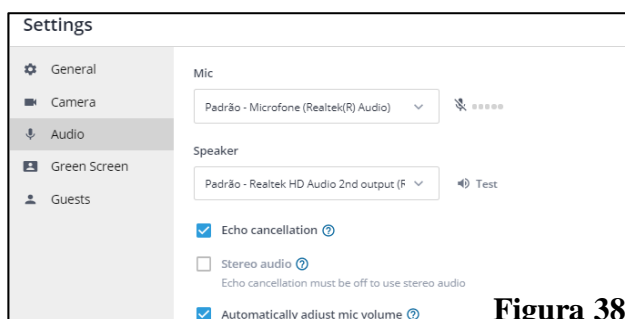 Settings
General
Camera
Audio
Green Screen
Guests
Mic
Padrão - Microfone (Realtek(R) Audio)
Speaker
Padrão - Realtek HD Audio 2nd output (F
Test
Echo cancellation
Stereo audio
Echo cancellation must be off to use stereo audio
Automatically adjust mic volume
Figura 38